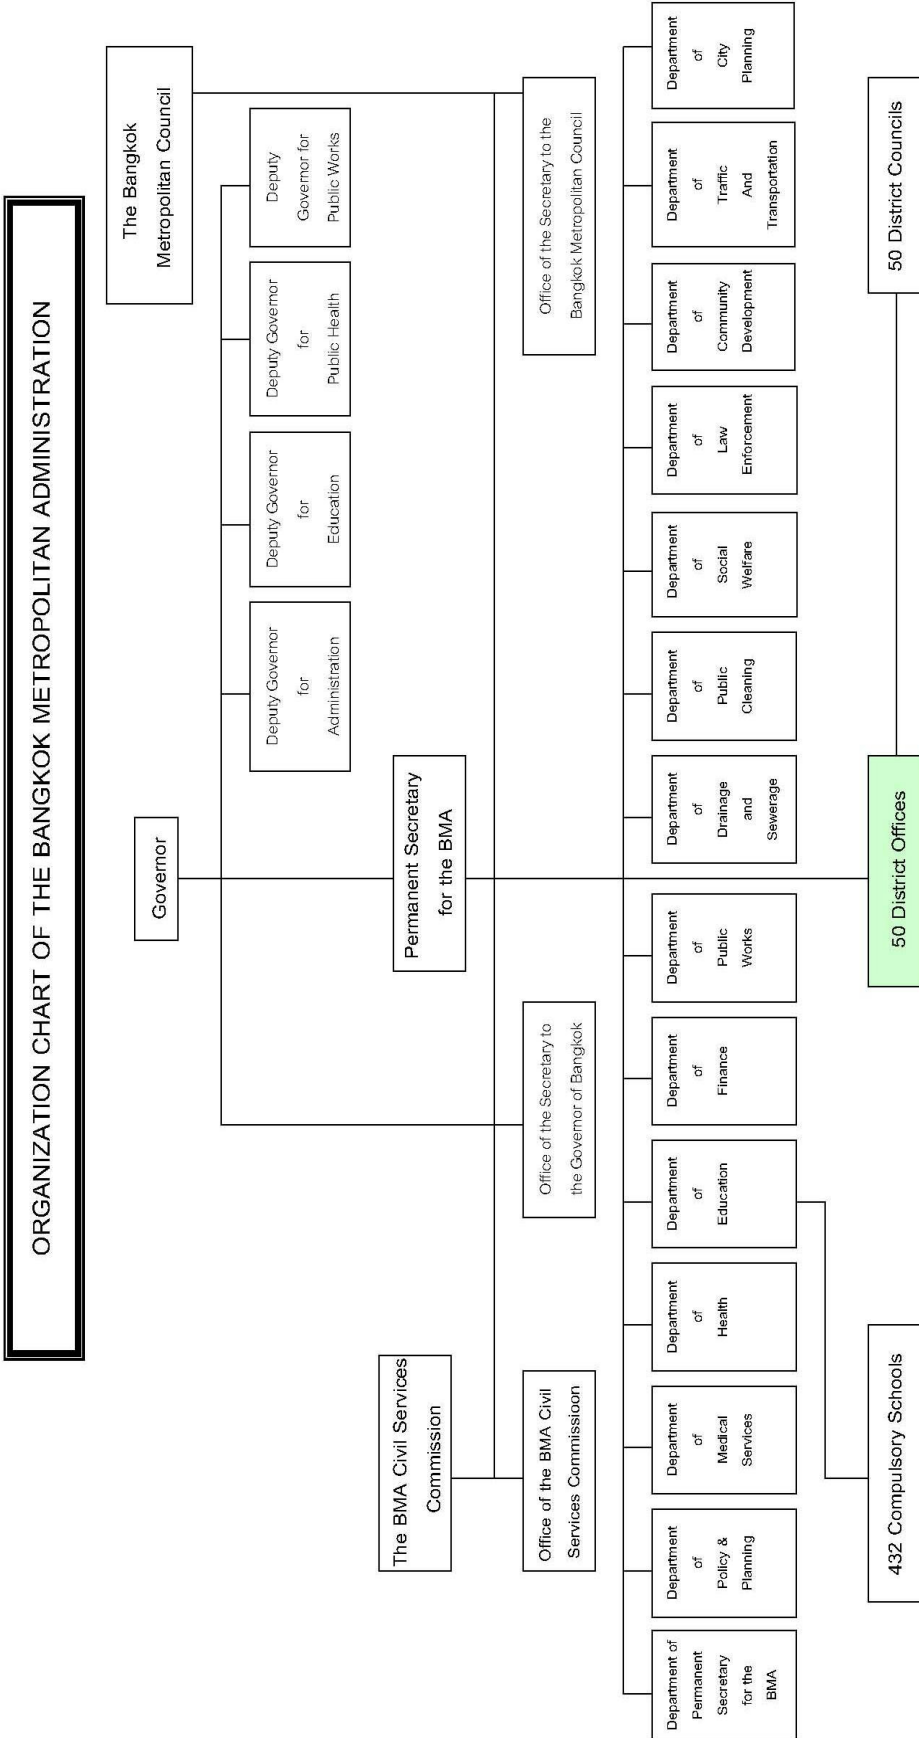 ORGANIZATION CHART OF THE BANGKOK METROPOLITAN ADMINISTRATION
Governor
The Bangkok
Metropolitan Council
Deputy Governor
for
Administration
Deputy Governor
for
Education
Deputy Governor
for
Public Health
Deputy
Governor for
Public Works
The BMA Civil Services
Commission
Permanent Secretary
for the BMA
Office of the BMA Civil
Services Commissioon
Office of the Secretary to
the Governor of Bangkok
Office of the Secretary to the
Bangkok Metropolitan Council
Department of
Permanent
Secretary
for the
BMA
Department
of
Policy &
Planning
Department
of
Medical
Services
Department
of
Health
Department
of
Education
Department
of
Finance
Department
of
Public
Works
Department
of
Drainage
and
Sewerage
Department
of
Public
Cleaning
Department
of
Social
Welfare
Department
of
Law
Enforcement
Department
of
Community
Development
Department
of
Traffic
And
Transportation
Department
of
City
Planning
432 Compulsory Schools
50 District Offices
50 District Councils